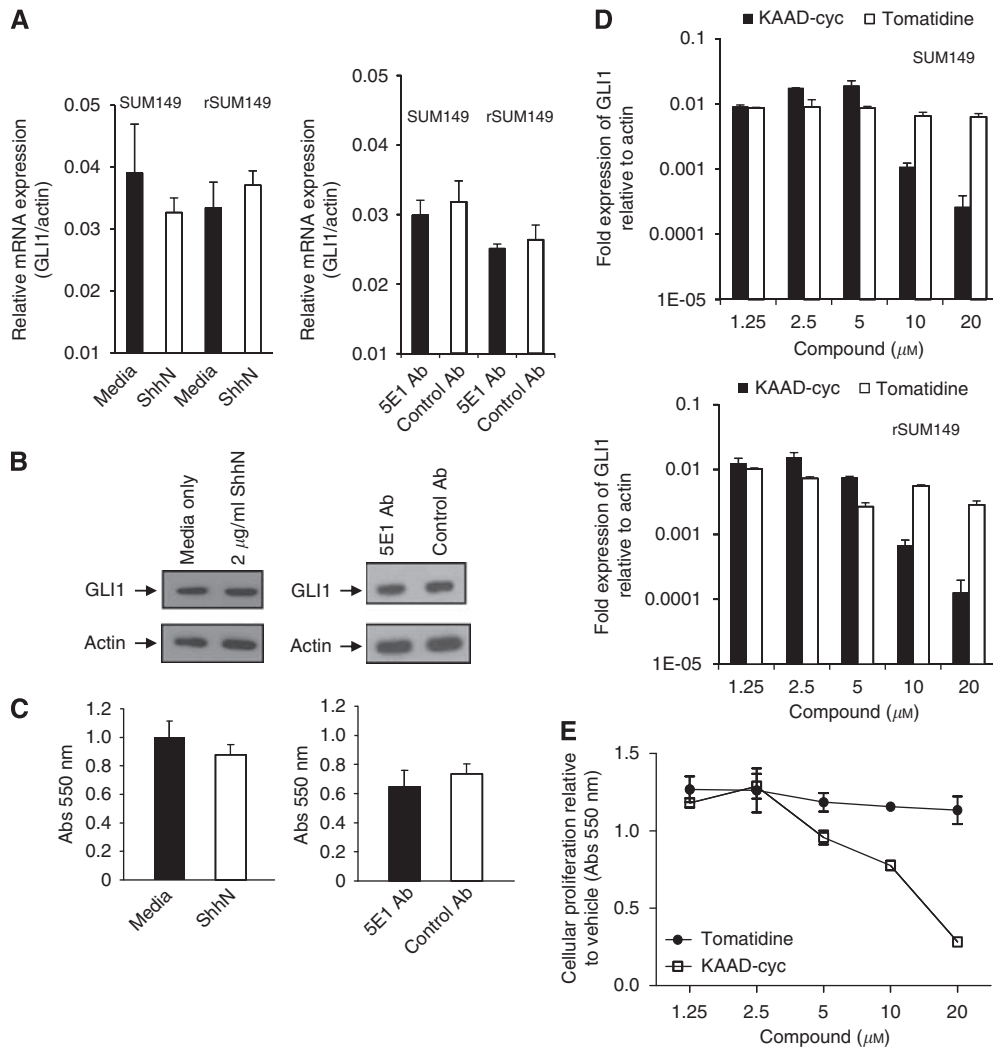 A
Relative mRNA expression
(GLI1/actin)
0.05
0.04
0.03
0.02
0.01
SUM149 rSUM149
Media ShhN Media ShhN
Relative mRNA expression
(GLI1/actin)
0.05
0.04
0.03
0.02
0.01
SUM149 rSUM149
5E1 Ab Control Ab 5E1 Ab Control Ab
B
Media only 2 μg/ml ShhN
GLI1
Actin
5E1 Ab Control Ab
GLI1
Actin
C
Abs 550 nm
1.2
1.0
0.8
0.6
0.4
0.2
0
Media ShhN
Abs 550 nm
1.2
1.0
0.8
0.6
0.4
0.2
0
5E1 Ab Control Ab
D
KAAD-cyc Tomatidine
SUM149
Fold expression of GLI1
relative to actin
0.1
0.01
0.001
0.0001
1E-05
1.25 2.5 5 10 20
Compound (μM)
KAAD-cyc Tomatidine
rSUM149
Fold expression of GLI1
relative to actin
0.1
0.01
0.001
0.0001
1E-05
1.25 2.5 5 10 20
Compound (μM)
E
Cellular proliferation relative
to vehicle (Abs 550 nm)
1.5
1.0
0.5
0.0
Tomatidine
KAAD-cyc
1.25 2.5 5 10 20
Compound (μM)